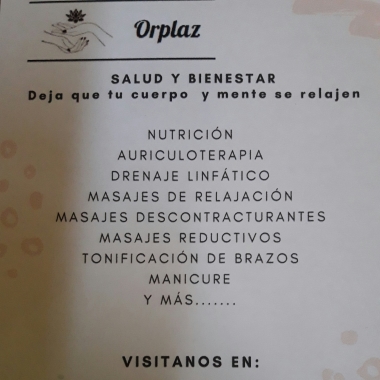 Orplaz
SALUD Y BIENESTAR
Deja que tu cuerpo y mente se relajen
NUTRICIÓN
AURICULOTERAPIA
DRENAJE LINFÁTICO
MASAJES DE RELAJACIÓN
MASAJES DESCONTRACTURANTES
MASAJES REDUCTIVOS
TONIFICACIÓN DE BRAZOS
MANICURE
Y MÁS.......
VISITANOS EN: